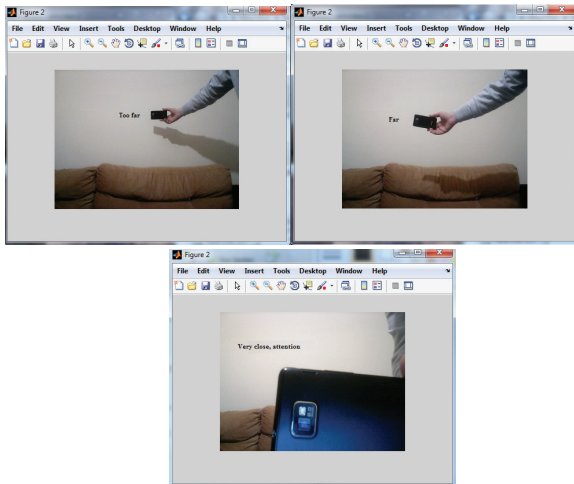 Figure 2
File Edit View Insert Tools Desktop Window Help
Too far
Figure 2
File Edit View Insert Tools Desktop Window Help
Far
Figure 2
File Edit View Insert Tools Desktop Window Help
Very close, attention